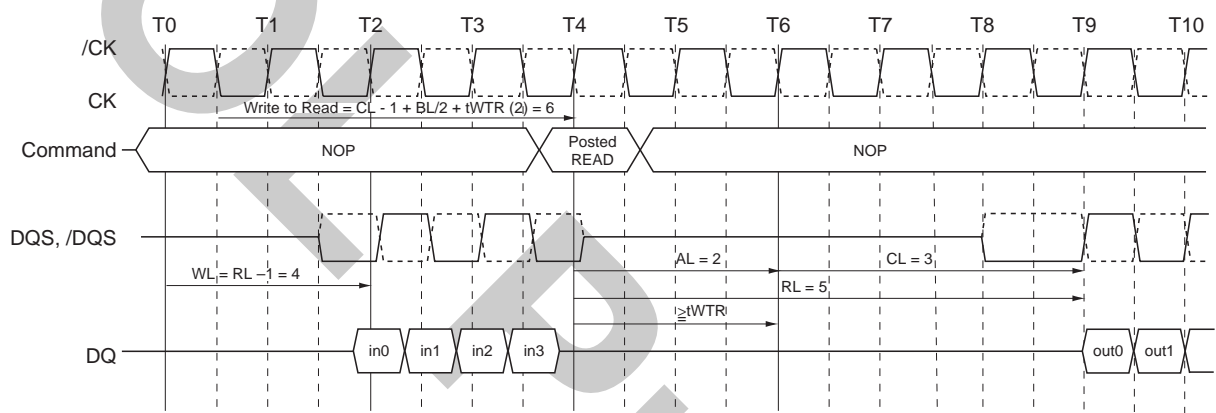 T0 T1 T2 T3 T4 T5 T6 T7 T8 T9 T10
/CK
CK
Write to Read = CL - 1 + BL/2 + tWTR (2) = 6
Command
NOP
Posted
READ
NOP
DQS, /DQS
AL = 2
CL = 3
WL = RL –1 = 4
RL = 5
≥tWTR
DQ
in0 in1 in2 in3
out0 out1